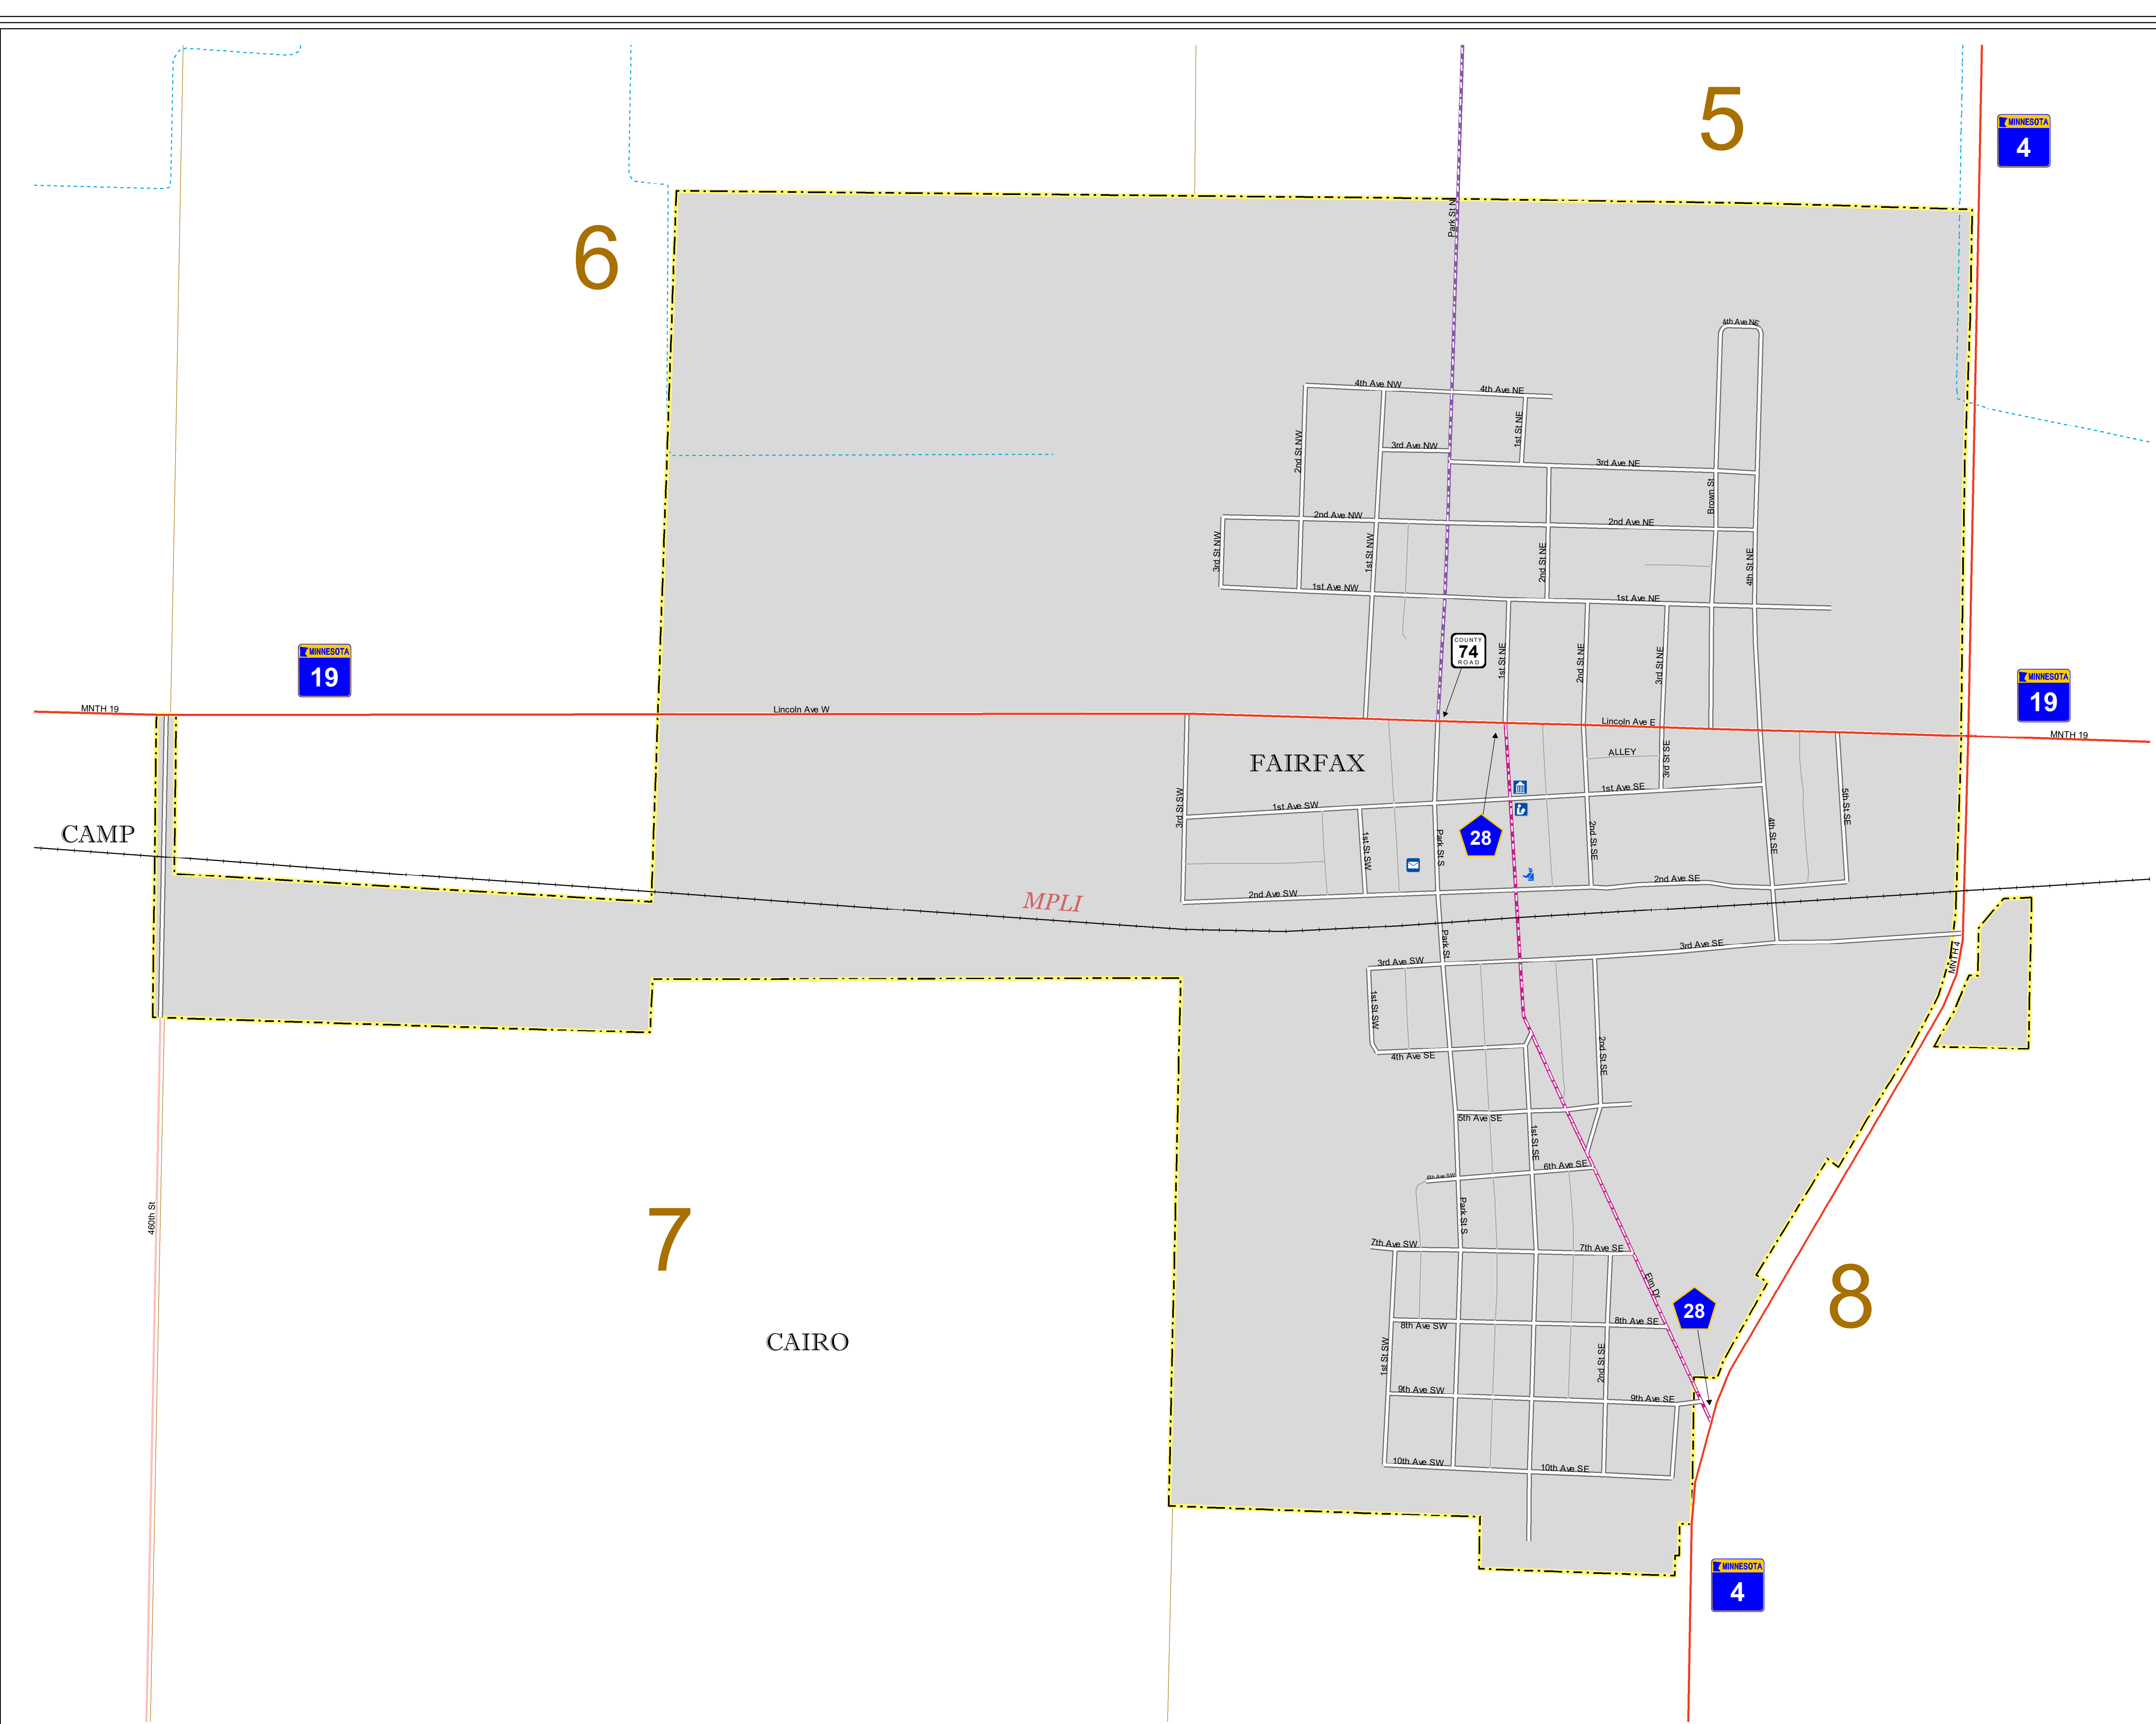 5
MINNESOTA
4
Park St N
6
4th Ave NE
4th Ave NW
4th Ave NE
1st St NE
2nd St NW
3rd Ave NW
3rd Ave NE
Brown St
2nd Ave NW
2nd Ave NE
3rd St NW
1st St NW
2nd St NE
4th St NE
1st Ave NW
1st Ave NE
COUNTY
74
ROAD
1st St NE
2nd St NE
3rd St NE
MINNESOTA
19
MINNESOTA
19
MNTH 19
Lincoln Ave W
Lincoln Ave E
MNTH 19
FAIRFAX
ALLEY
3rd St SE
3rd St SW
1st Ave SW
1st Ave SE
5th St SE
CAMP
1st St SW
Park St S
28
2nd St SE
4th St SE
MPLI
2nd Ave SW
2nd Ave SE
Park St
3rd Ave SW
3rd Ave SE
MNTH 4
1st St SW
4th Ave SE
2nd St SE
5th Ave SE
1st St SE
6th Ave SW
6th Ave SE
460th St
7
Park St S
7th Ave SW
7th Ave SE
Elm Dr
8
28
CAIRO
8th Ave SW
8th Ave SE
1st St SW
2nd St SE
9th Ave SW
9th Ave SE
10th Ave SW
10th Ave SE
MINNESOTA
4